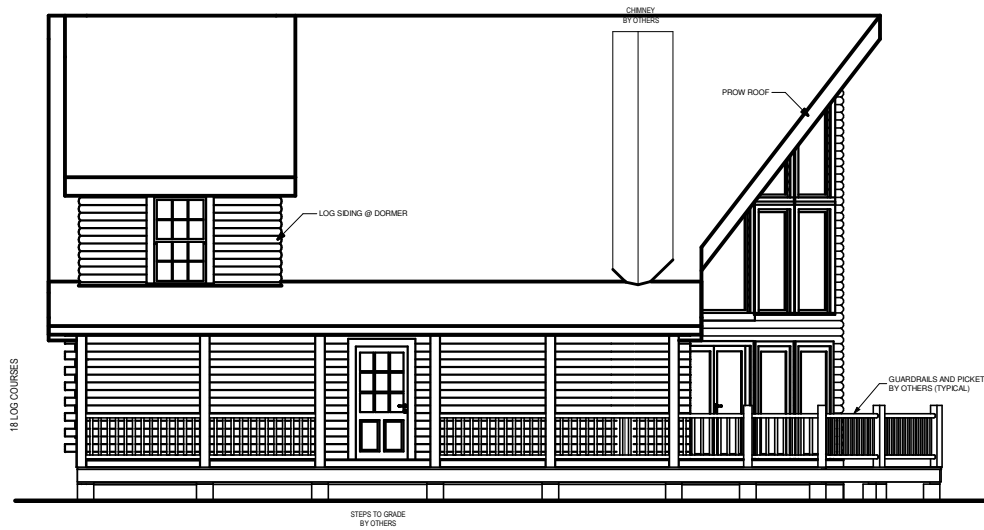 CHIMNEY
BY OTHERS
PROW ROOF
LOG SIDING @ DORMER
18 LOG COURSES
GUARDRAILS AND PICKET
BY OTHERS (TYPICAL)
STEPS TO GRADE
BY OTHERS